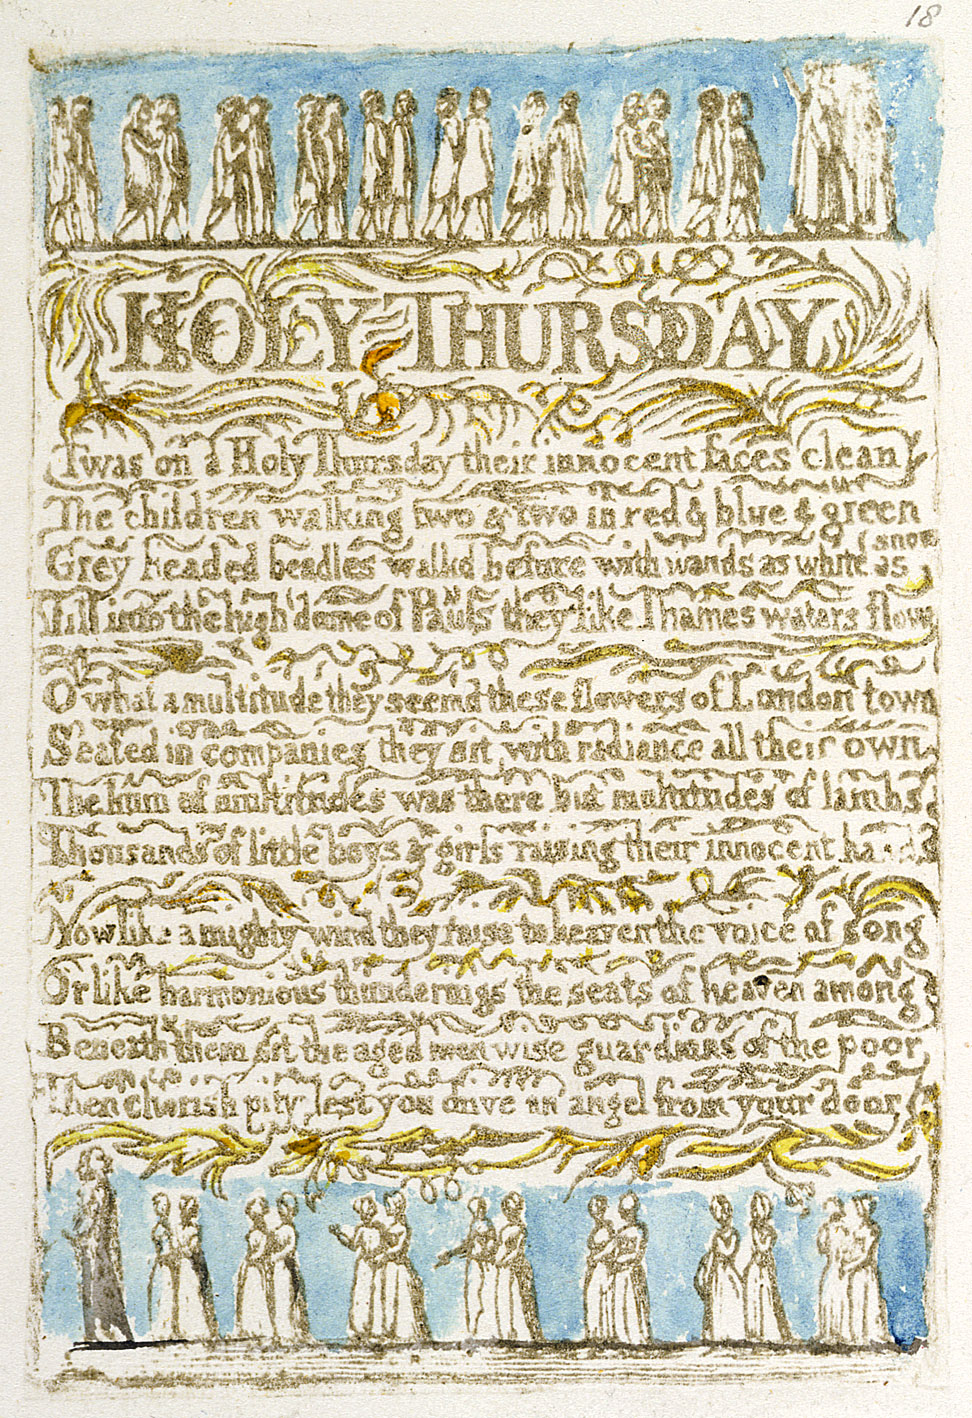 18
HOLY THURSDAY
Twas on a Holy Thursday their innocent faces clean
The children walking two & two in red & blue & green
Grey headed beadles walkd before with wands as white as snow
Till into the high dome of Pauls they like Thames waters flow
O what a multitude they seemd these flowers of London town
Seated in companies they sit with radiance all their own
The hum of multitudes was there but multitudes of lambs
Thousands of little boys & girls raising their innocent hands
Now like a mighty wind they raise to heaven the voice of song
Or like harmonious thunderings the seats of heaven among
Beneath them sit the aged men wise guardians of the poor
Then cherish pity, lest you drive an angel from your door